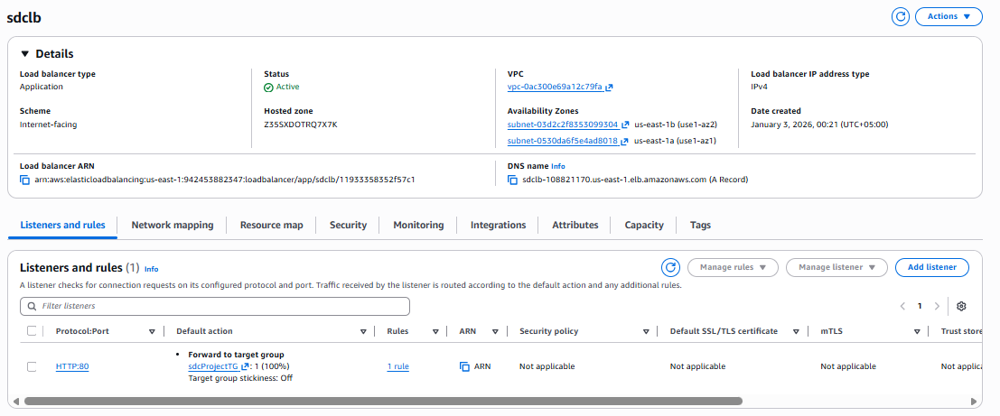 sdclb
Actions
Details
Load balancer type
Application
Status
Active
VPC
vpc-0ac300e69a12c79fa
Load balancer IP address type
IPv4
Scheme
Internet-facing
Hosted zone
Z35SXDOTRQ7X7K
Availability Zones
subnet-03d2c2f8353099304 us-east-1b (use1-az2)
subnet-0530da6f5e4ad8018 us-east-1a (use1-az1)
Date created
January 3, 2026, 00:21 (UTC+05:00)
Load balancer ARN
arn:aws:elasticloadbalancing:us-east-1:942453882347:loadbalancer/app/sdclb/11933358352f57c1
DNS name Info
sdclb-108821170.us-east-1.elb.amazonaws.com (A Record)
Listeners and rules Network mapping Resource map Security Monitoring Integrations Attributes Capacity Tags
Listeners and rules (1) Info
Manage rules Manage listener Add listener
A listener checks for connection requests on its configured protocol and port. Traffic received by the listener is routed according to the default action and any additional rules.
Filter listeners
1
Protocol:Port Default action Rules ARN Security policy Default SSL/TLS certificate mTLS Trust store
HTTP:80
• Forward to target group
sdcProjectTG : 1 (100%)
Target group stickiness: Off
1 rule
ARN
Not applicable
Not applicable
Not applicable
Not applica